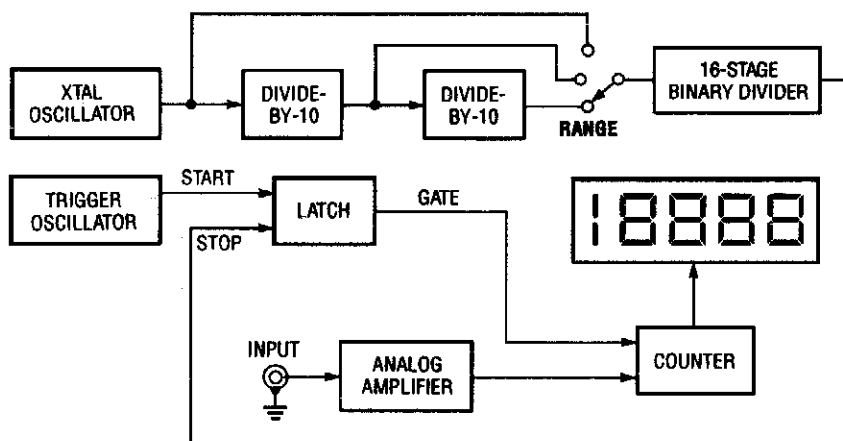 XTAL
OSCILLATOR
DIVIDE-
BY-10
DIVIDE-
BY-10
RANGE
16-STAGE
BINARY DIVIDER
TRIGGER
OSCILLATOR
START
STOP
LATCH
GATE
18888
INPUT
ANALOG
AMPLIFIER
COUNTER